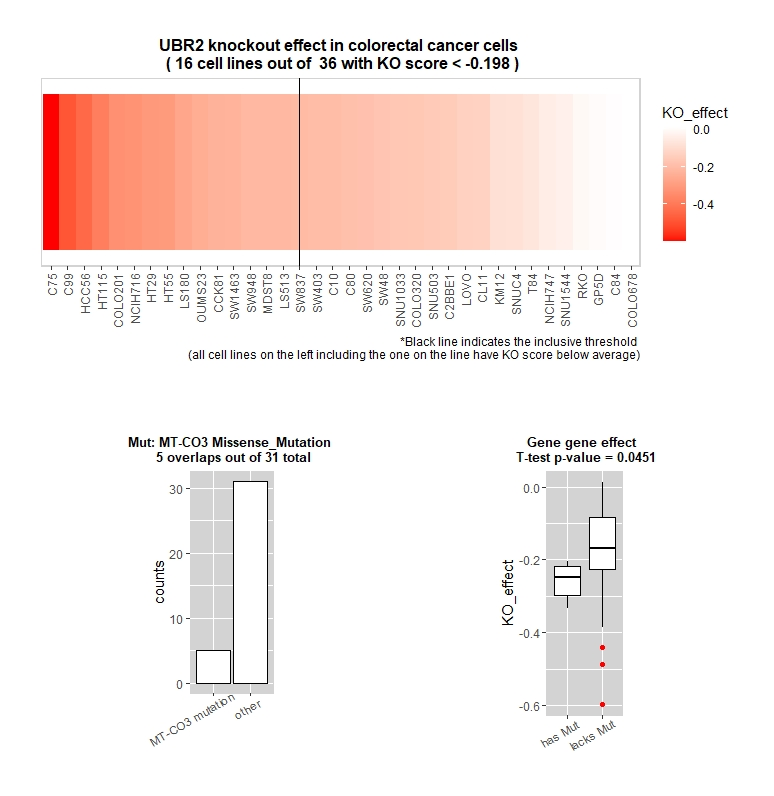 UBR2 knockout effect in colorectal cancer cells
( 16 cell lines out of  36 with KO score < -0.198 )
KO_effect
0.0
-0.2
-0.4
C75
C99
HCC56
HT115
COLO201
NCIH716
HT29
HT55
LS180
OUMS23
CCK81
SW1463
SW948
MDST8
LS513
SW837
SW403
C10
C80
SW620
SW48
SNU1033
COLO320
SNU503
C2BBE1
LOVO
CL11
KM12
SNUC4
T84
NCIH747
SNU1544
RKO
GP5D
C84
COLO678
*Black line indicates the inclusive threshold
(all cell lines on the left including the one on the line have KO score below average)
Mut: MT-CO3 Missense_Mutation
5 overlaps out of 31 total
counts
30
20
10
0
MT-CO3 mutation
other
Gene gene effect
T-test p-value = 0.0451
KO_effect
0.0
-0.2
-0.4
-0.6
has Mut
lacks Mut